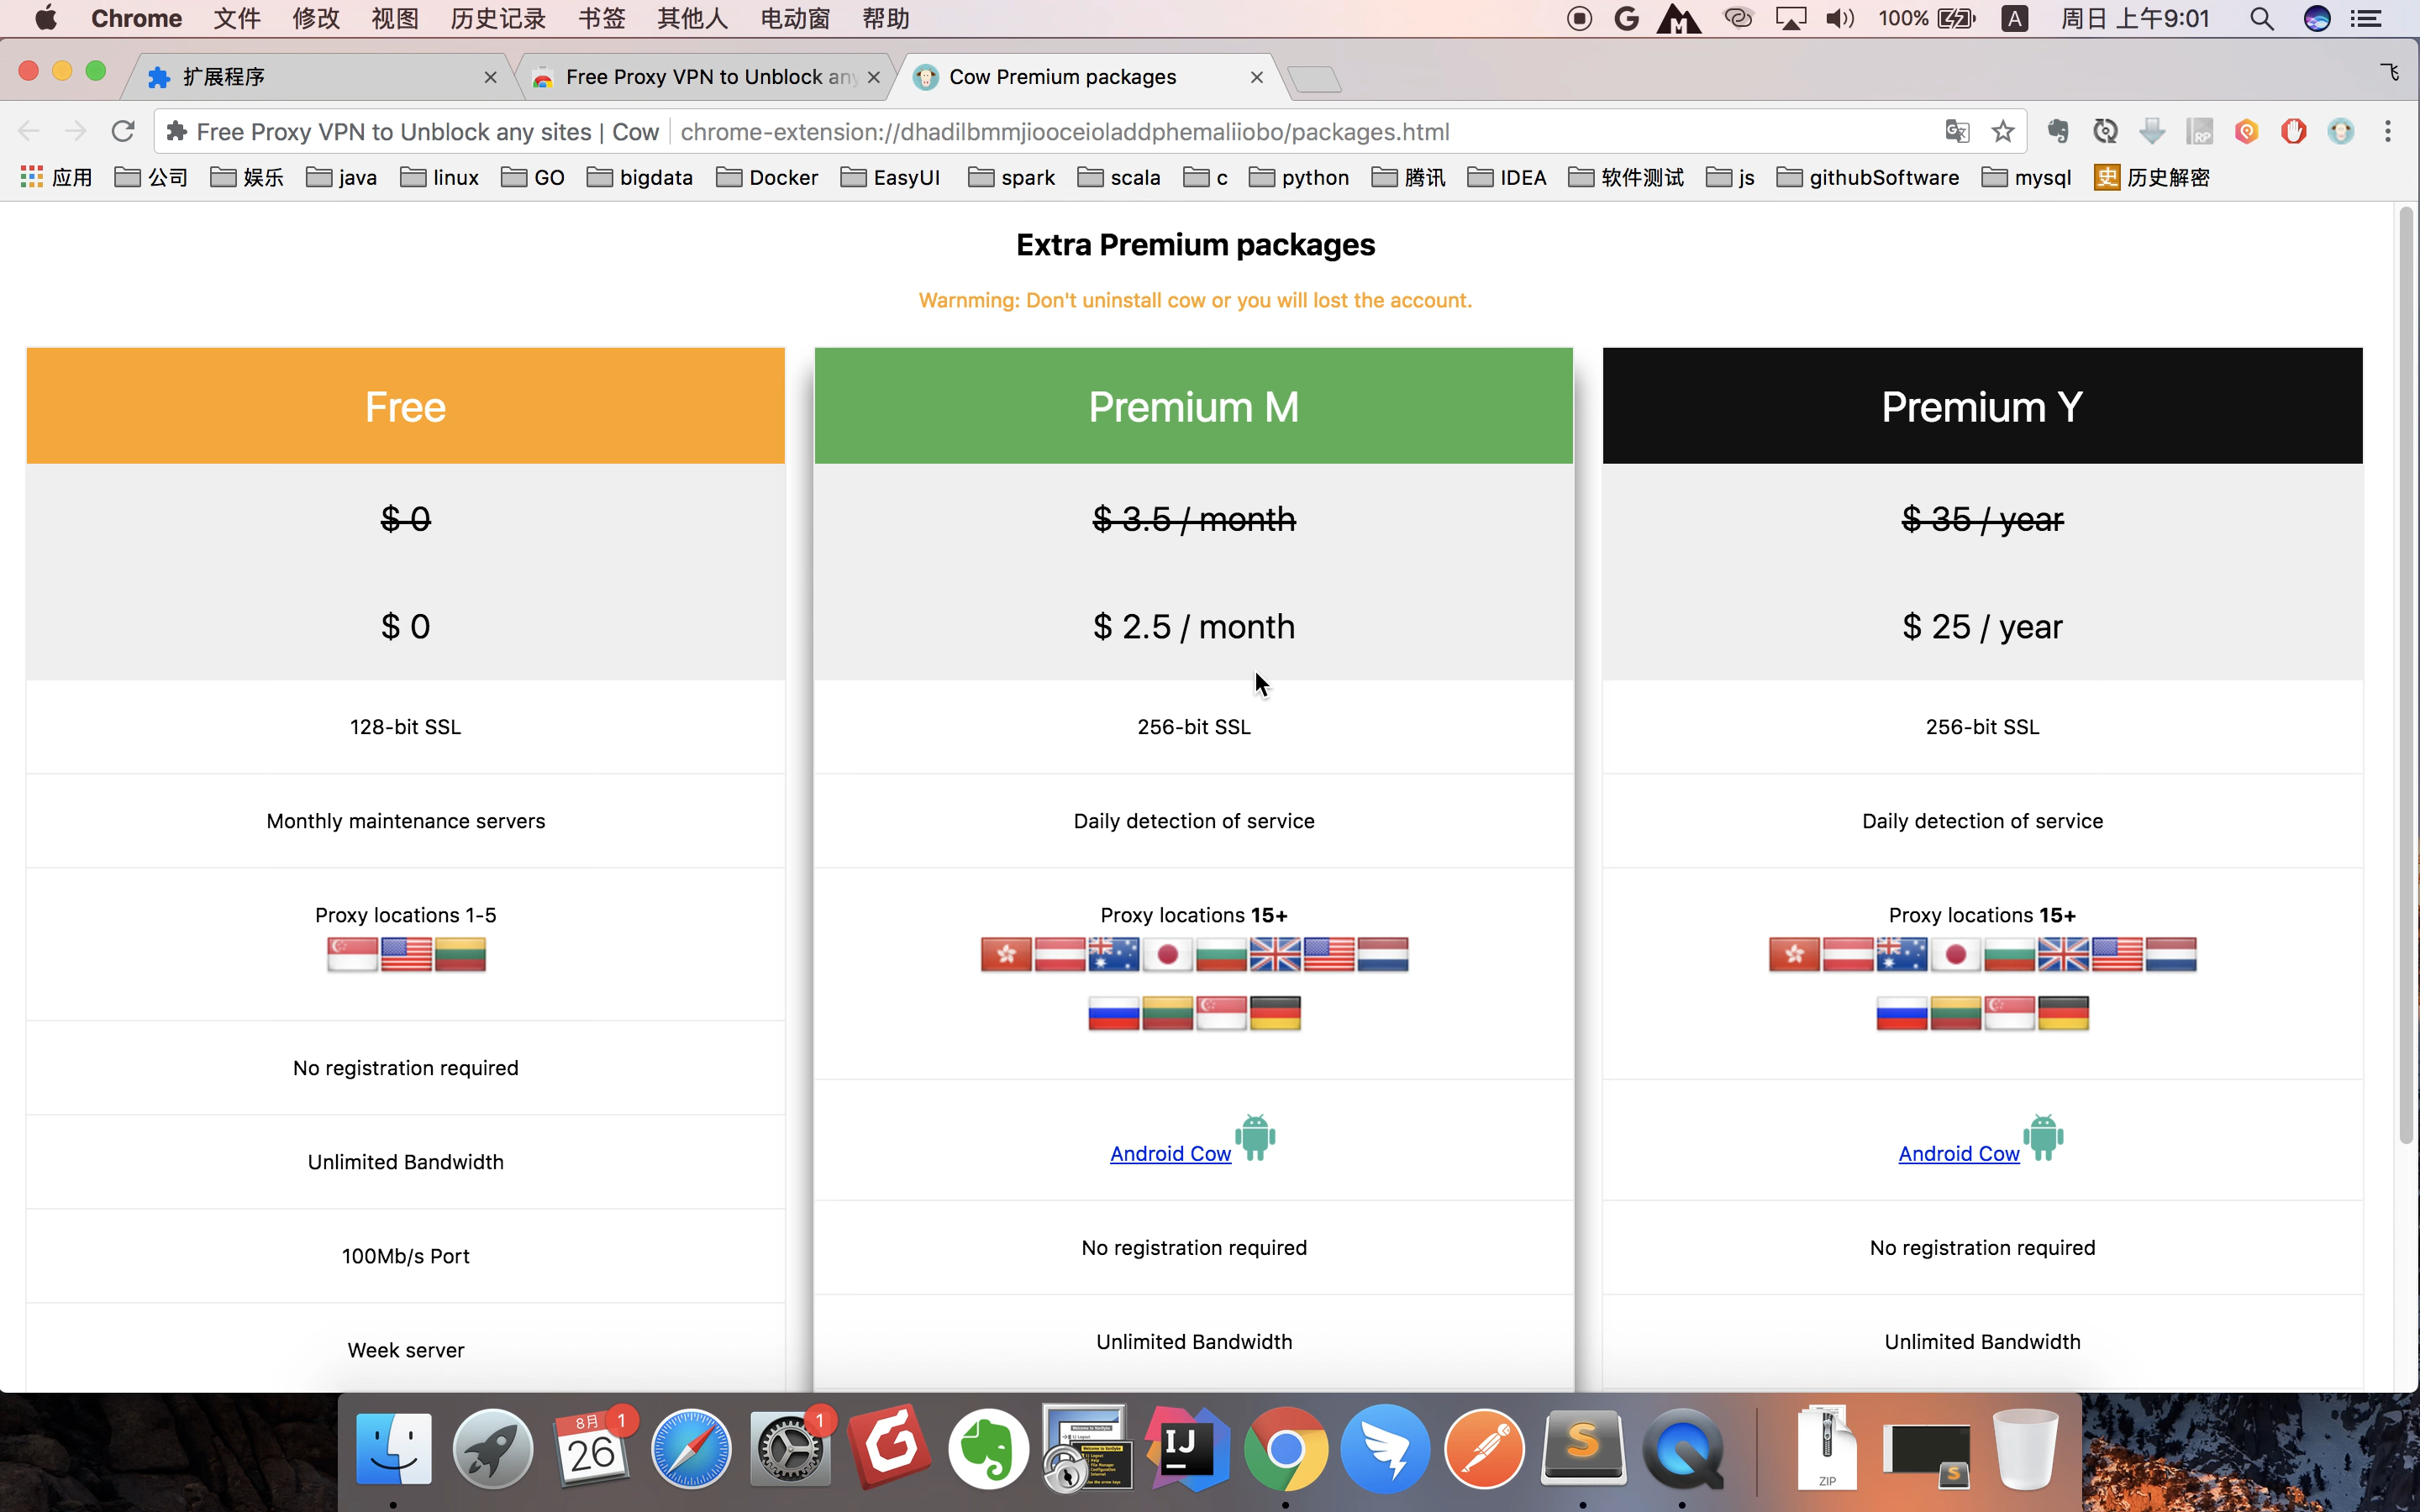 Chrome 文件 修改 视图 历史记录 书签 其他人 电动窗 帮助 100% A 周日 上午9:01
扩展程序 Free Proxy VPN to Unblock any Cow Premium packages
Free Proxy VPN to Unblock any sites | Cow chrome-extension://dhadilbmmjiooceioladdphemaliiobo/packages.html
应用 公司 娱乐 java linux GO bigdata Docker EasyUI spark scala c python 腾讯 IDEA 软件测试 js githubSoftware mysql 史 历史解密
Extra Premium packages
Warnming: Don't uninstall cow or you will lost the account.
Free Premium M Premium Y
$ 0 $ 3.5 / month $ 35 / year
$ 0 $ 2.5 / month $ 25 / year
128-bit SSL 256-bit SSL 256-bit SSL
Monthly maintenance servers Daily detection of service Daily detection of service
Proxy locations 1-5 Proxy locations 15+ Proxy locations 15+
No registration required
Android Cow Android Cow
Unlimited Bandwidth
100Mb/s Port No registration required No registration required
Week server Unlimited Bandwidth Unlimited Bandwidth
8月 1 1
26 IJ S ZIP